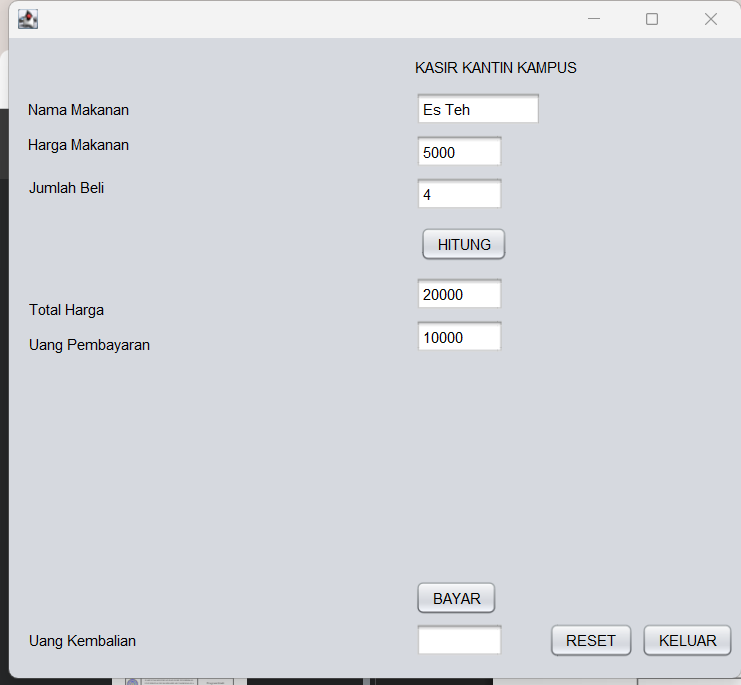 KASIR KANTIN KAMPUS
Nama Makanan Es Teh
Harga Makanan 5000
Jumlah Beli 4
HITUNG
Total Harga 20000
Uang Pembayaran 10000
BAYAR
Uang Kembalian RESET KELUAR